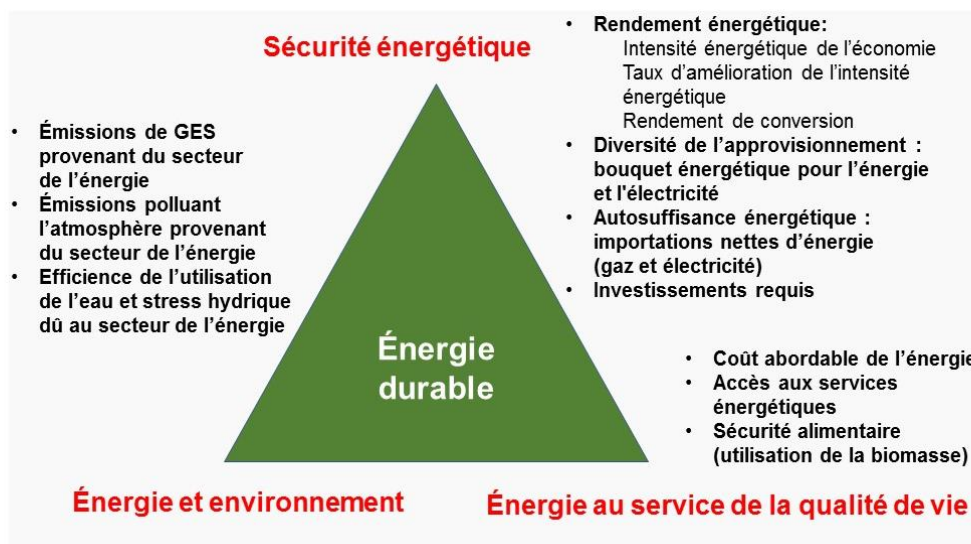 Sécurité énergétique
• Rendement énergétique:
Intensité énergétique de l’économie
Taux d’amélioration de l’intensité
énergétique
Rendement de conversion
• Diversité de l’approvisionnement :
bouquet énergétique pour l’énergie
et l'électricité
• Autosuffisance énergétique :
importations nettes d’énergie
(gaz et électricité)
• Investissements requis
• Émissions de GES
provenant du secteur
de l’énergie
• Émissions polluant
l’atmosphère provenant
du secteur de l’énergie
• Efficience de l’utilisation
de l’eau et stress hydrique
dû au secteur de l’énergie
Énergie
durable
• Coût abordable de l’énergie
• Accès aux services
énergétiques
• Sécurité alimentaire
(utilisation de la biomasse)
Énergie et environnement
Énergie au service de la qualité de vie